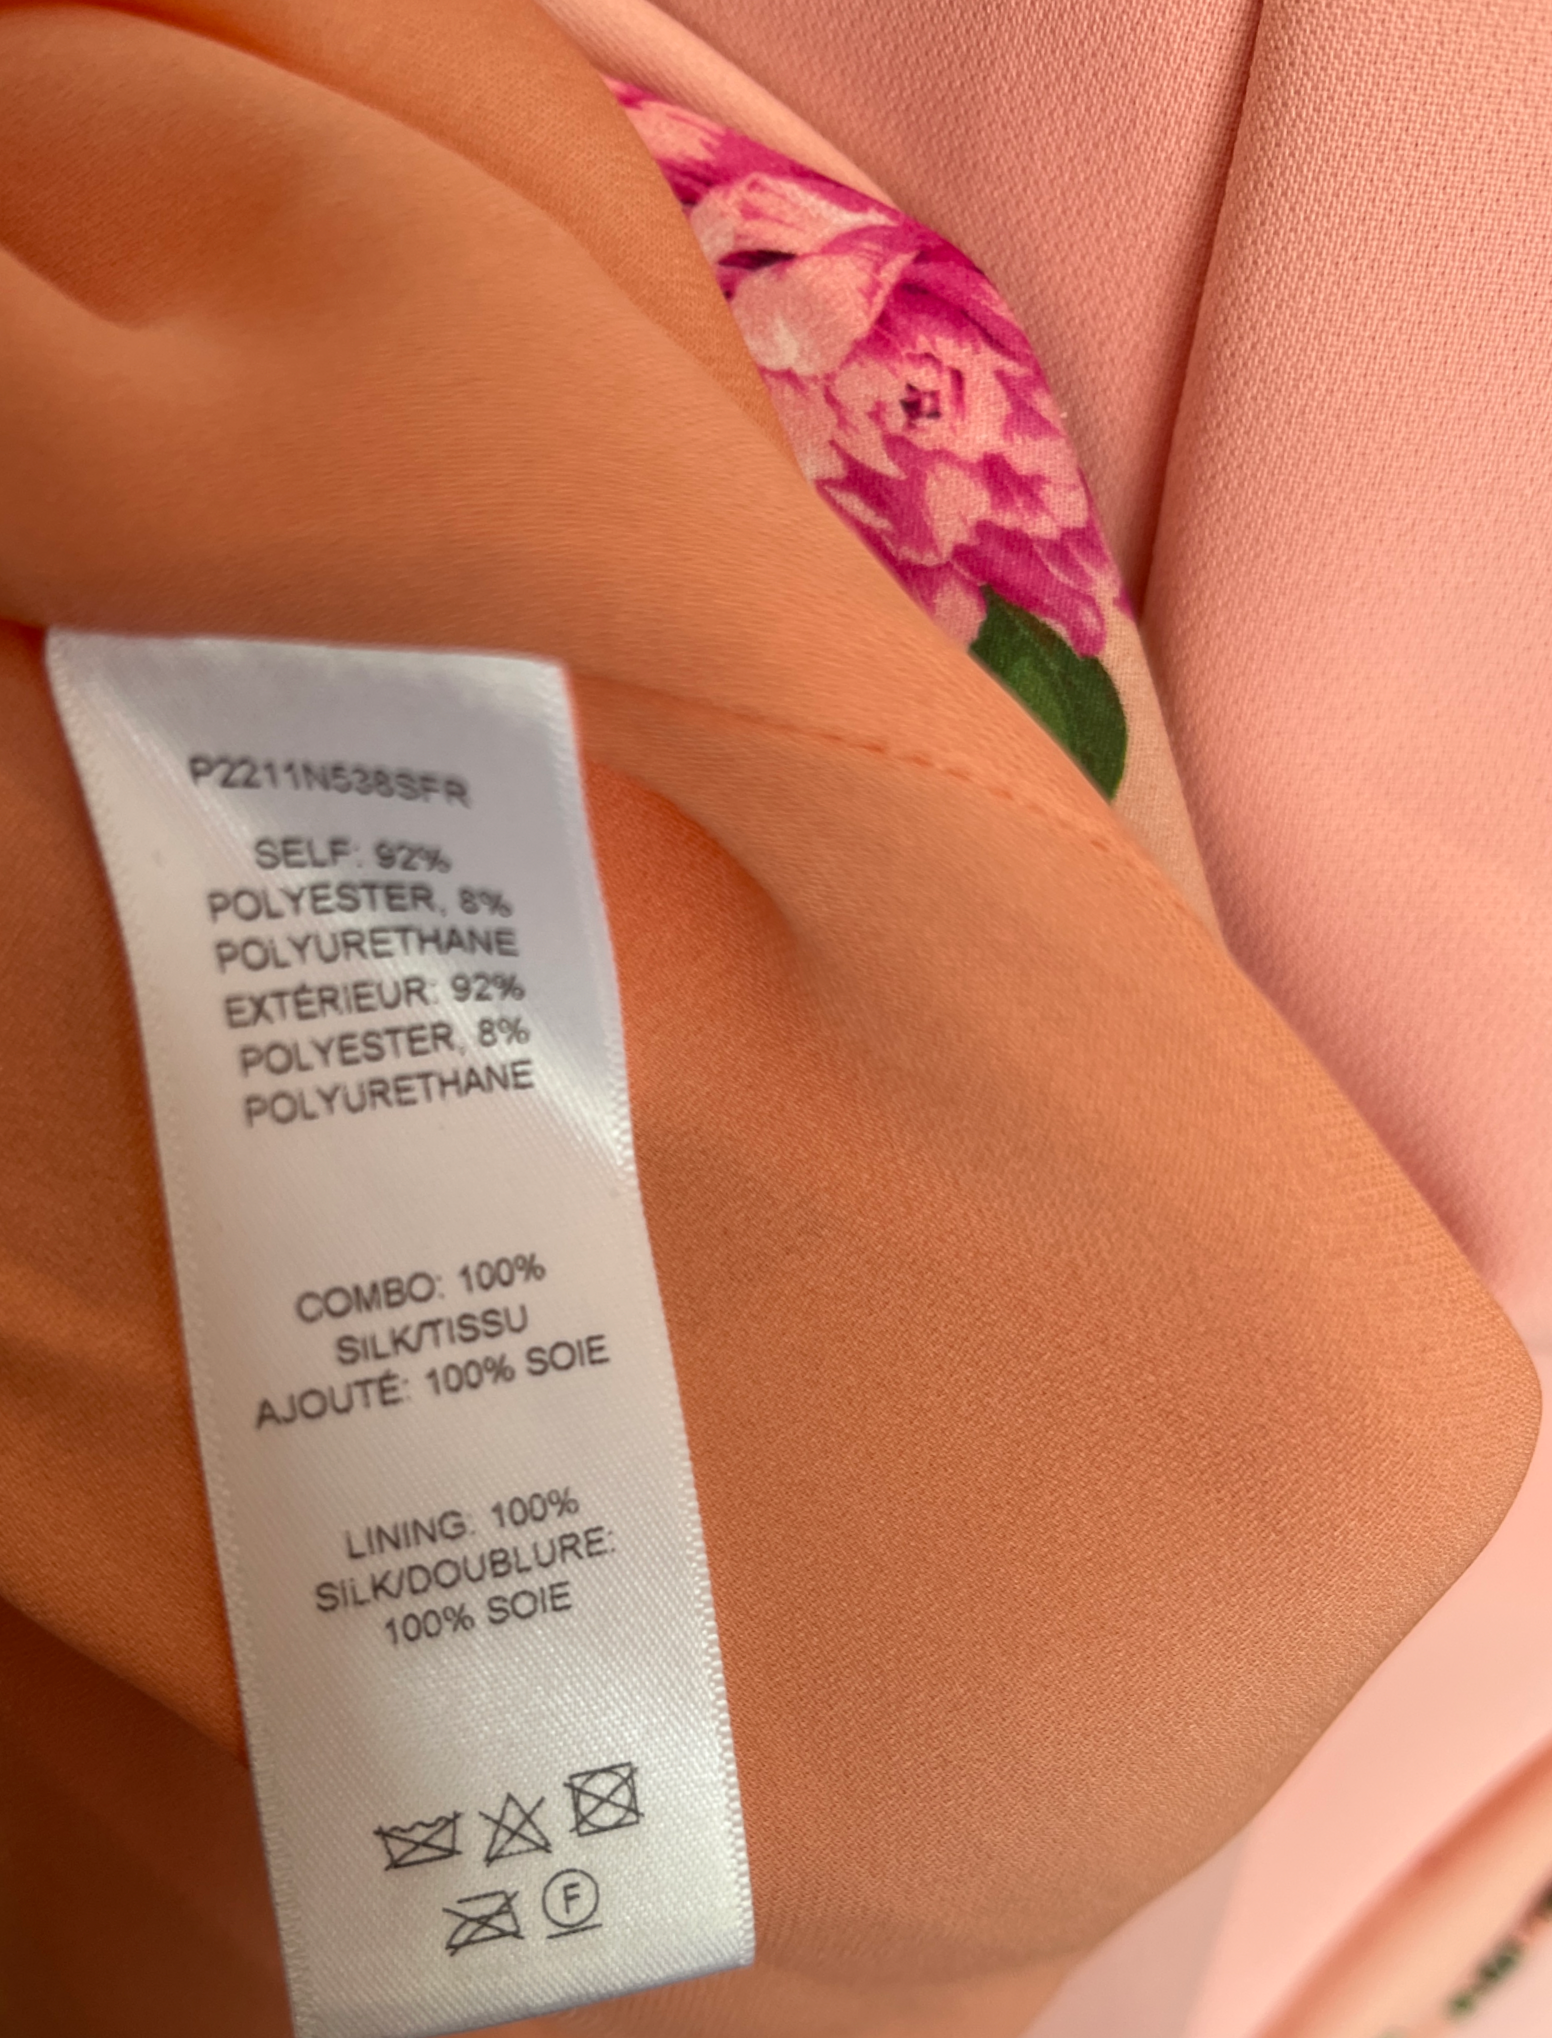 P2211N538SFR
SELF: 92%
POLYESTER, 8%
POLYURETHANE
EXTÉRIEUR: 92%
POLYESTER, 8%
POLYURETHANE
COMBO: 100%
SILK/TISSU
AJOUTÉ: 100% SOIE
LINING: 100%
SILK/DOUBLURE:
100% SOIE
F